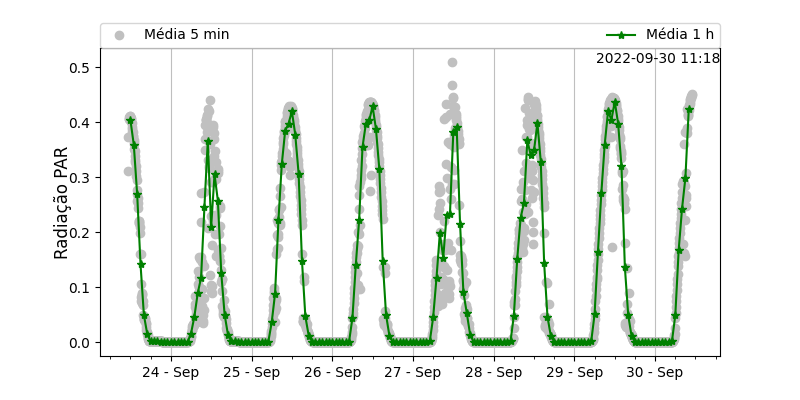 Média 5 min
Média 1 h
2022-09-30 11:18
Radiação PAR
0.5
0.4
0.3
0.2
0.1
0.0
24 - Sep
25 - Sep
26 - Sep
27 - Sep
28 - Sep
29 - Sep
30 - Sep